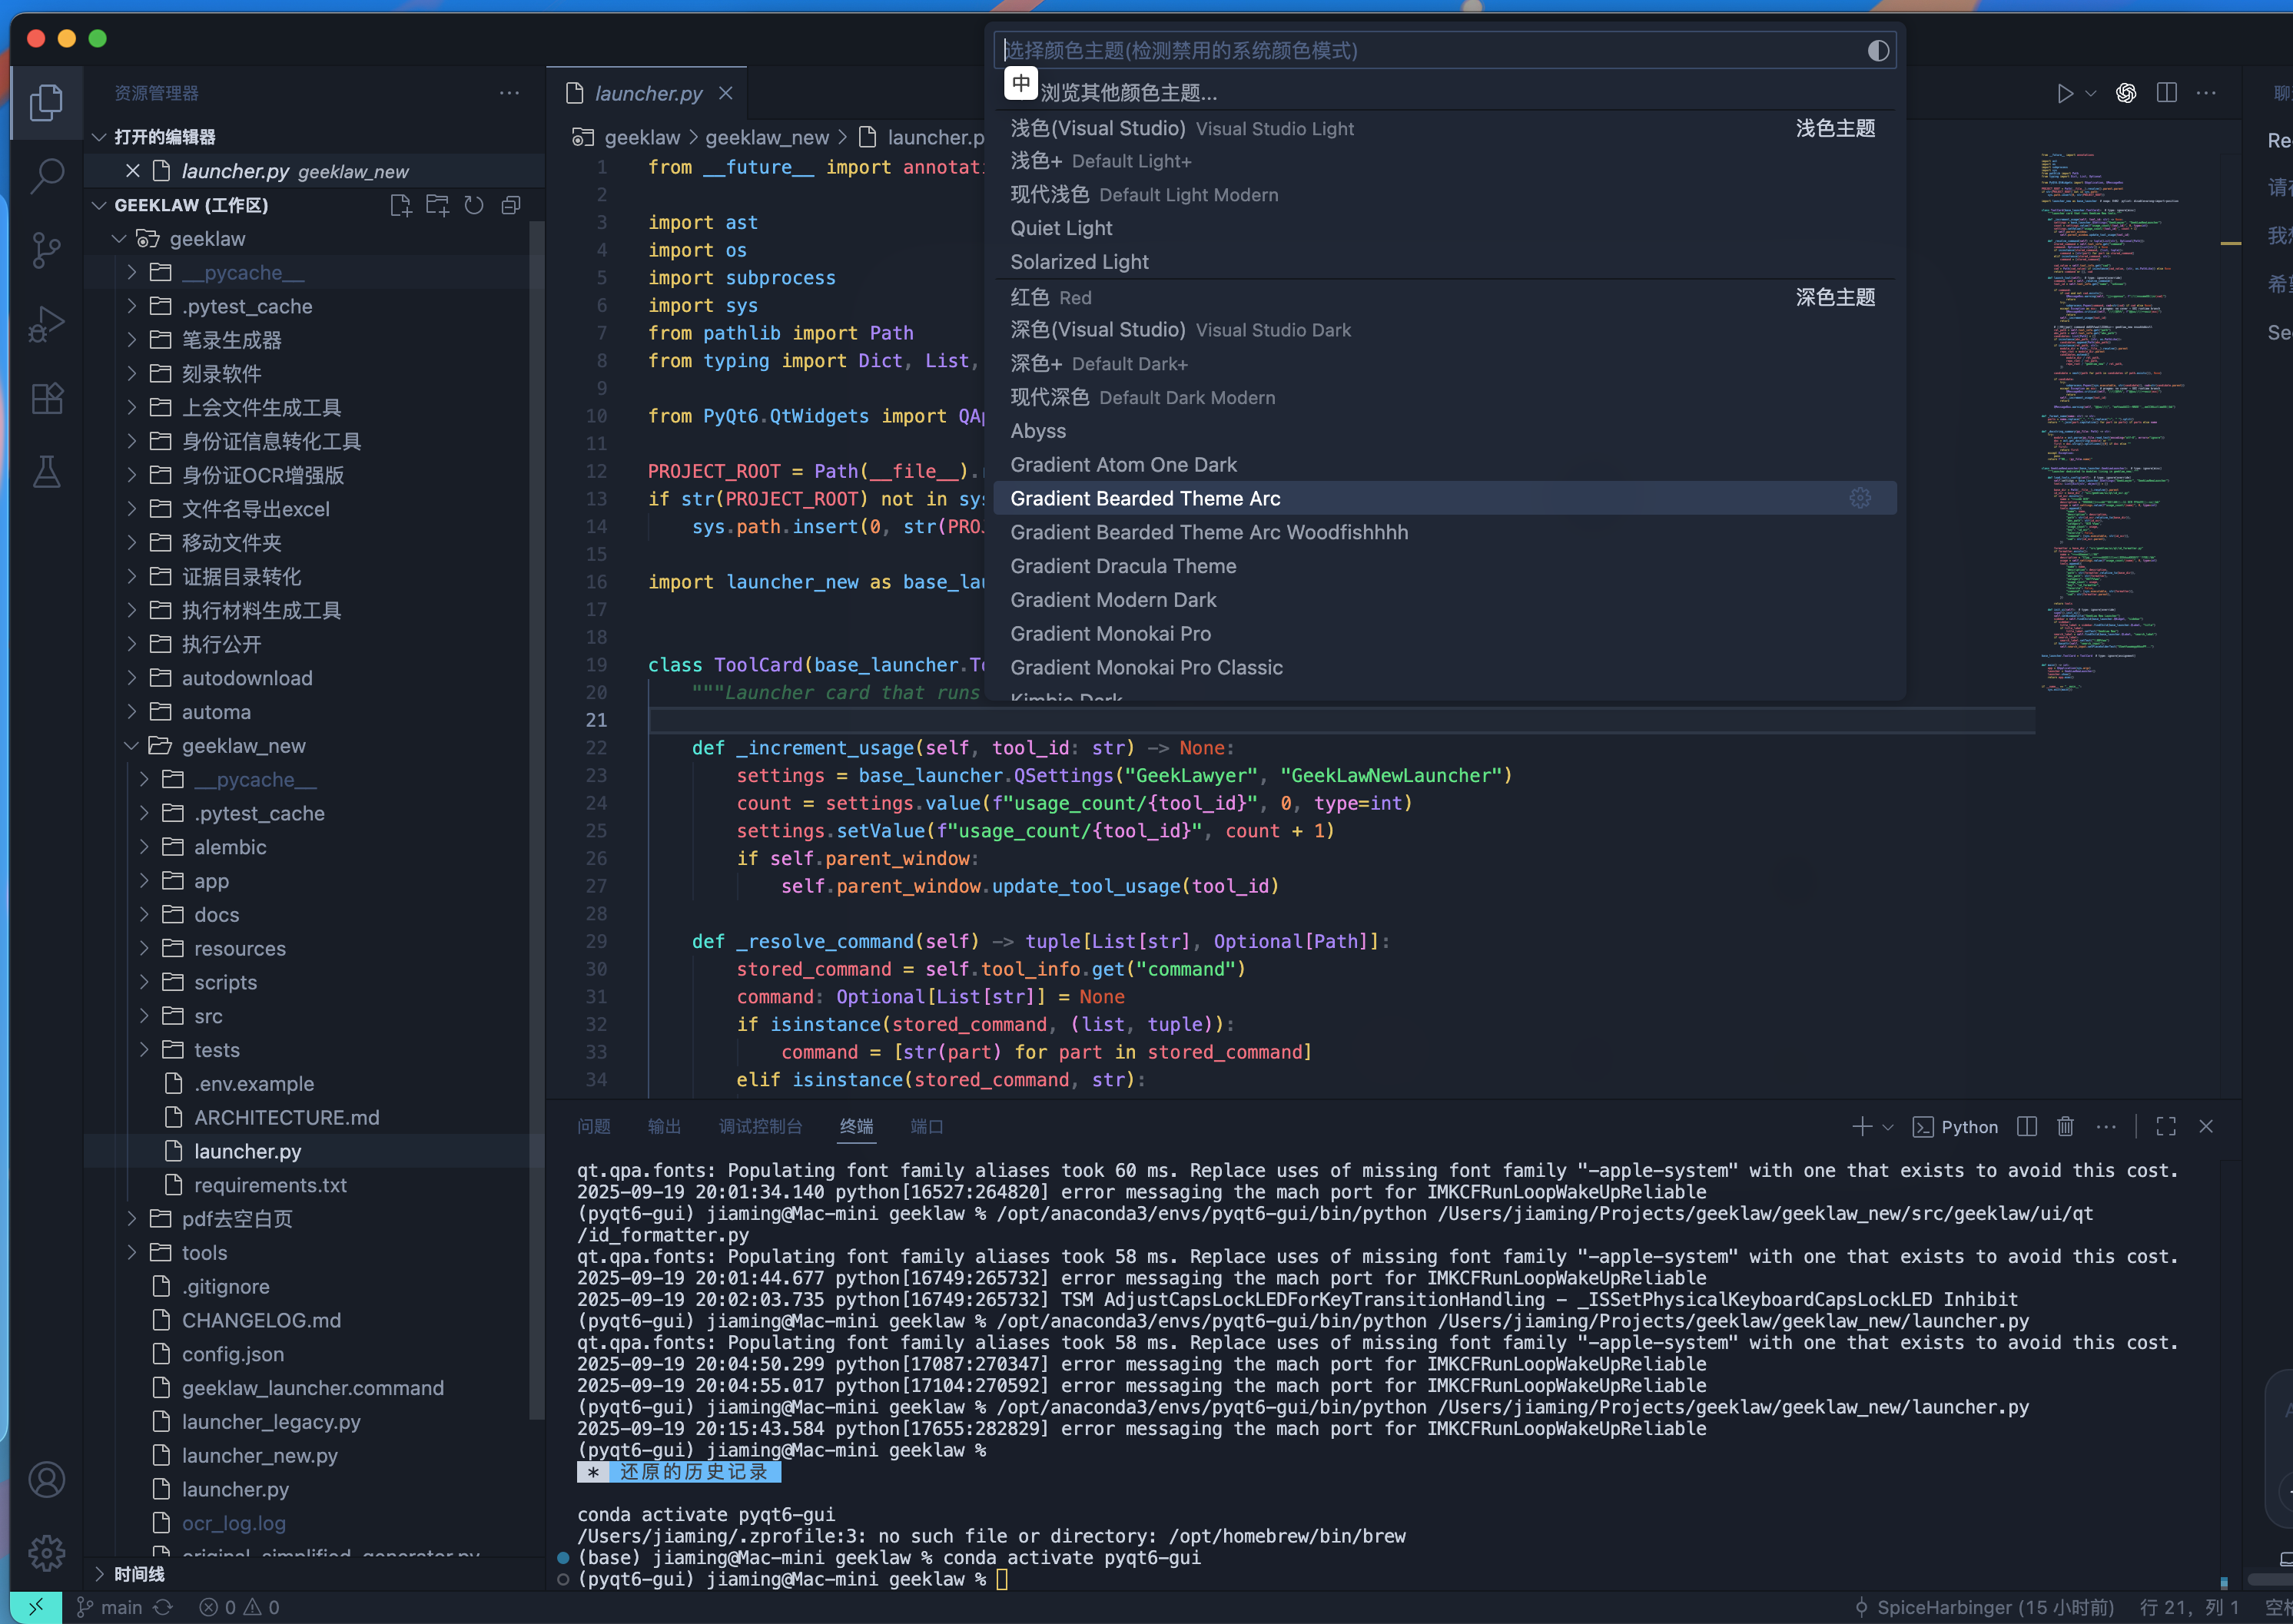 选择颜色主题(检测禁用的系统颜色模式)
中
浏览其他颜色主题...
浅色(Visual Studio) Visual Studio Light 浅色主题
浅色+ Default Light+
现代浅色 Default Light Modern
Quiet Light
Solarized Light
红色 Red 深色主题
深色(Visual Studio) Visual Studio Dark
深色+ Default Dark+
现代深色 Default Dark Modern
Abyss
Gradient Atom One Dark
Gradient Bearded Theme Arc
Gradient Bearded Theme Arc Woodfishhhh
Gradient Dracula Theme
Gradient Modern Dark
Gradient Monokai Pro
Gradient Monokai Pro Classic
Kimbie Dark
资源管理器
打开的编辑器
launcher.py geeklaw_new
GEEKLAW (工作区)
geeklaw
__pycache__
.pytest_cache
笔录生成器
刻录软件
上会文件生成工具
身份证信息转化工具
身份证OCR增强版
文件名导出excel
移动文件夹
证据目录转化
执行材料生成工具
执行公开
autodownload
automa
geeklaw_new
__pycache__
.pytest_cache
alembic
app
docs
resources
scripts
src
tests
.env.example
ARCHITECTURE.md
launcher.py
requirements.txt
pdf去空白页
tools
.gitignore
CHANGELOG.md
config.json
geeklaw_launcher.command
launcher_legacy.py
launcher_new.py
launcher.py
ocr_log.log
original_simplified_generator.py
时间线
launcher.py
geeklaw > geeklaw_new > launcher.p
1 from __future__ import annotati
2
3 import ast
4 import os
5 import subprocess
6 import sys
7 from pathlib import Path
8 from typing import Dict, List,
9
10 from PyQt6.QtWidgets import QAp
11
12 PROJECT_ROOT = Path(__file__).
13 if str(PROJECT_ROOT) not in sys
14 sys.path.insert(0, str(PROJ
15
16 import launcher_new as base_lau
17
18
19 class ToolCard(base_launcher.To
20 """Launcher card that runs
21
22 def _increment_usage(self, tool_id: str) -> None:
23 settings = base_launcher.QSettings("GeekLawyer", "GeekLawNewLauncher")
24 count = settings.value(f"usage_count/{tool_id}", 0, type=int)
25 settings.setValue(f"usage_count/{tool_id}", count + 1)
26 if self.parent_window:
27 self.parent_window.update_tool_usage(tool_id)
28
29 def _resolve_command(self) -> tuple[List[str], Optional[Path]]:
30 stored_command = self.tool_info.get("command")
31 command: Optional[List[str]] = None
32 if isinstance(stored_command, (list, tuple)):
33 command = [str(part) for part in stored_command]
34 elif isinstance(stored_command, str):
问题 输出 调试控制台 终端 端口
Python
qt.qpa.fonts: Populating font family aliases took 60 ms. Replace uses of missing font family "-apple-system" with one that exists to avoid this cost.
2025-09-19 20:01:34.140 python[16527:264820] error messaging the mach port for IMKCFRunLoopWakeUpReliable
(pyqt6-gui) jiaming@Mac-mini geeklaw % /opt/anaconda3/envs/pyqt6-gui/bin/python /Users/jiaming/Projects/geeklaw/geeklaw_new/src/geeklaw/ui/qt
/id_formatter.py
qt.qpa.fonts: Populating font family aliases took 58 ms. Replace uses of missing font family "-apple-system" with one that exists to avoid this cost.
2025-09-19 20:01:44.677 python[16749:265732] error messaging the mach port for IMKCFRunLoopWakeUpReliable
2025-09-19 20:02:03.735 python[16749:265732] TSM AdjustCapsLockLEDForKeyTransitionHandling - _ISSetPhysicalKeyboardCapsLockLED Inhibit
(pyqt6-gui) jiaming@Mac-mini geeklaw % /opt/anaconda3/envs/pyqt6-gui/bin/python /Users/jiaming/Projects/geeklaw/geeklaw_new/launcher.py
qt.qpa.fonts: Populating font family aliases took 58 ms. Replace uses of missing font family "-apple-system" with one that exists to avoid this cost.
2025-09-19 20:04:50.299 python[17087:270347] error messaging the mach port for IMKCFRunLoopWakeUpReliable
2025-09-19 20:04:55.017 python[17104:270592] error messaging the mach port for IMKCFRunLoopWakeUpReliable
(pyqt6-gui) jiaming@Mac-mini geeklaw % /opt/anaconda3/envs/pyqt6-gui/bin/python /Users/jiaming/Projects/geeklaw/geeklaw_new/launcher.py
2025-09-19 20:15:43.584 python[17655:282829] error messaging the mach port for IMKCFRunLoopWakeUpReliable
(pyqt6-gui) jiaming@Mac-mini geeklaw %
* 还原的历史记录
conda activate pyqt6-gui
/Users/jiaming/.zprofile:3: no such file or directory: /opt/homebrew/bin/brew
(base) jiaming@Mac-mini geeklaw % conda activate pyqt6-gui
(pyqt6-gui) jiaming@Mac-mini geeklaw %
Re
请
我
希
Se
main 0 0
SpiceHarbinger (15 小时前) 行 21, 列 1